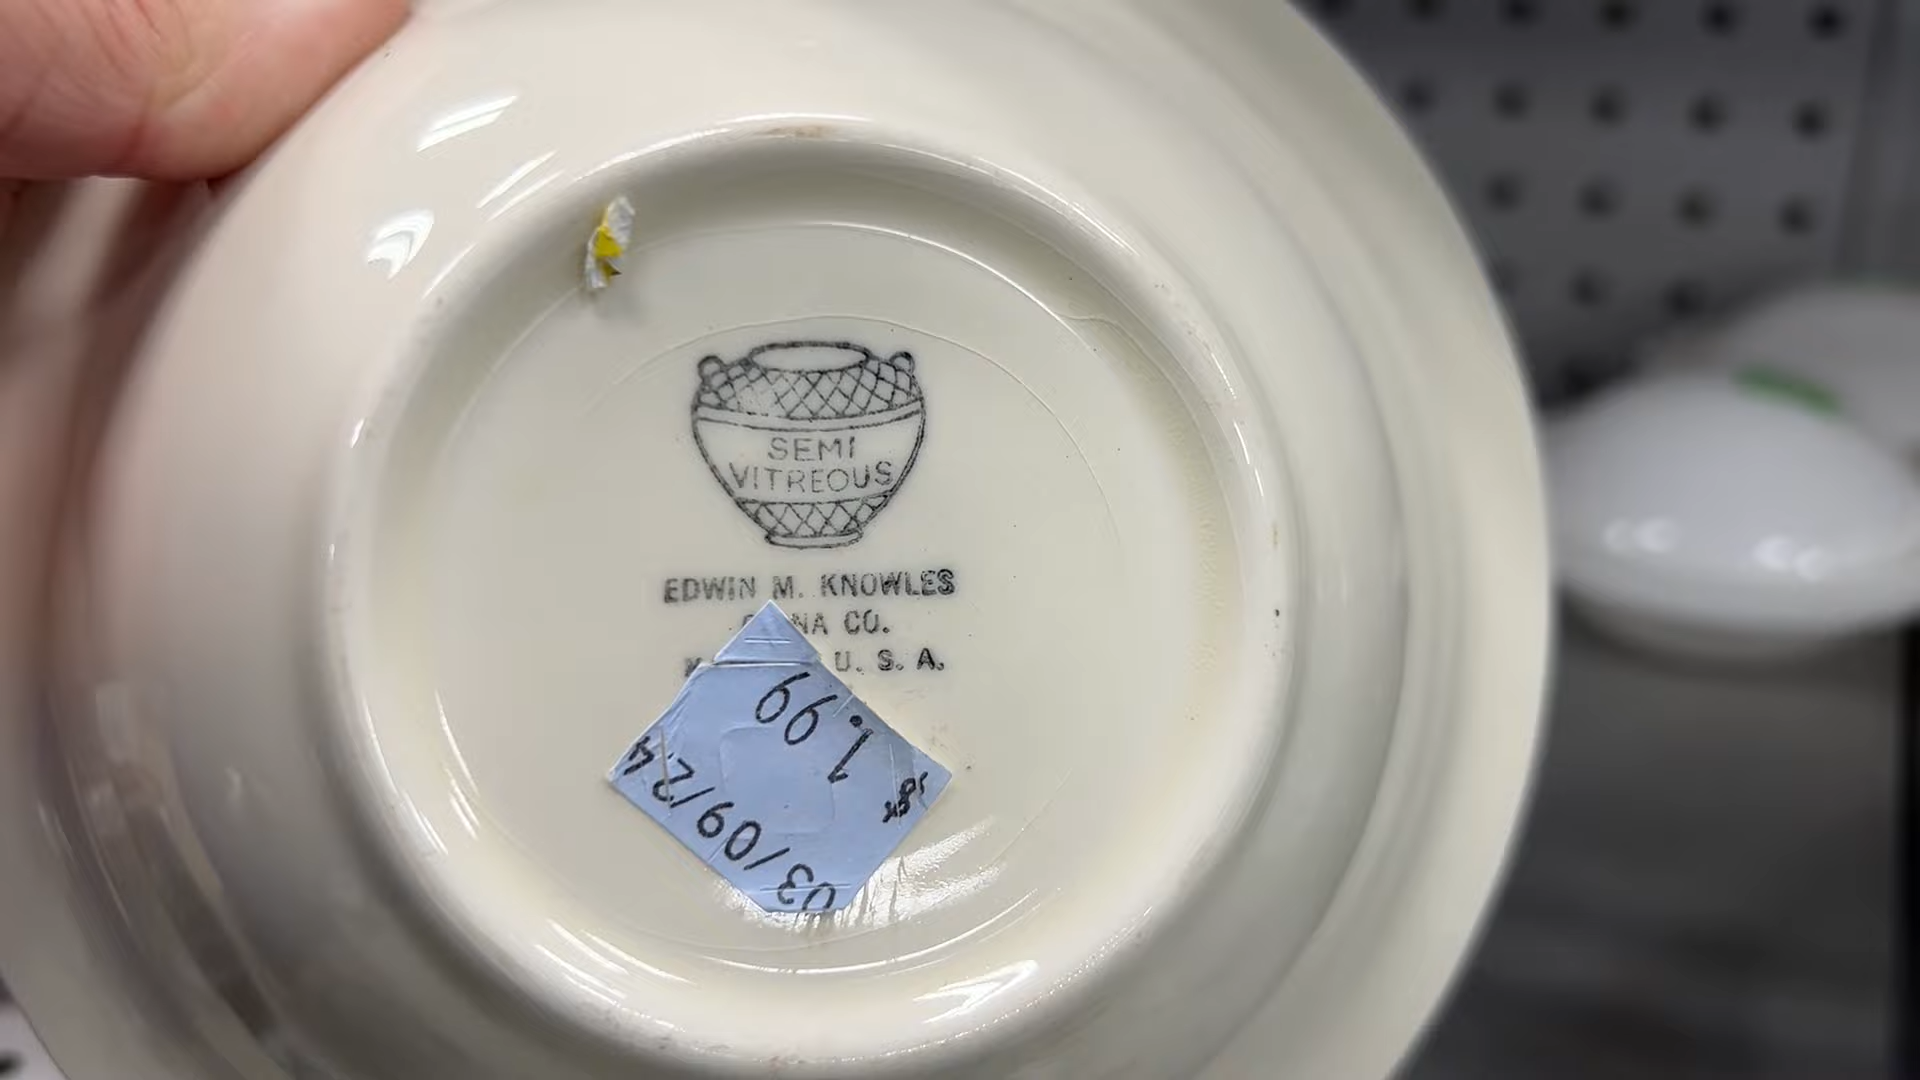 SEMI
VITREOUS
EDWIN M. KNOWLES
NA CO.
U. S. A.
1.99
03/09/24